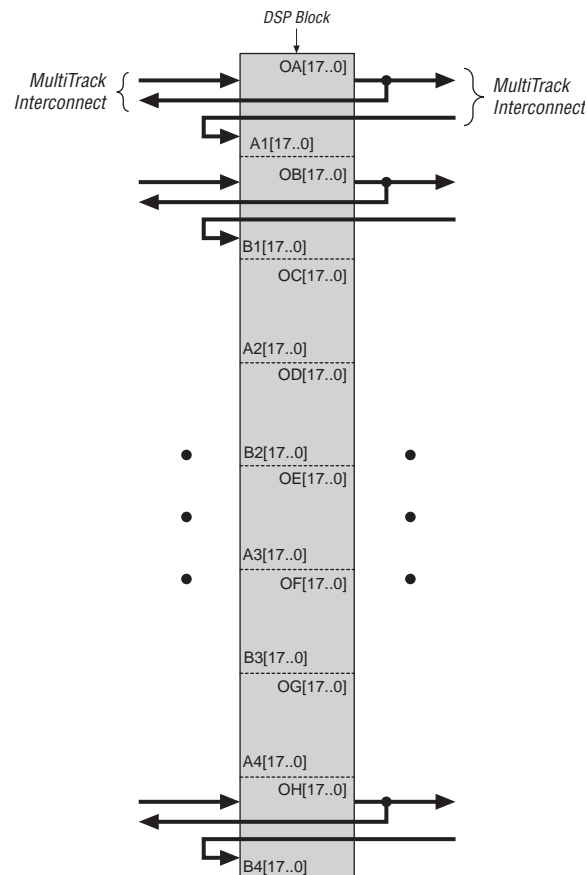 DSP Block
MultiTrack
Interconnect
OA[17..0]
MultiTrack
Interconnect
A1[17..0]
OB[17..0]
B1[17..0]
OC[17..0]
A2[17..0]
OD[17..0]
B2[17..0]
OE[17..0]
A3[17..0]
OF[17..0]
B3[17..0]
OG[17..0]
A4[17..0]
OH[17..0]
B4[17..0]